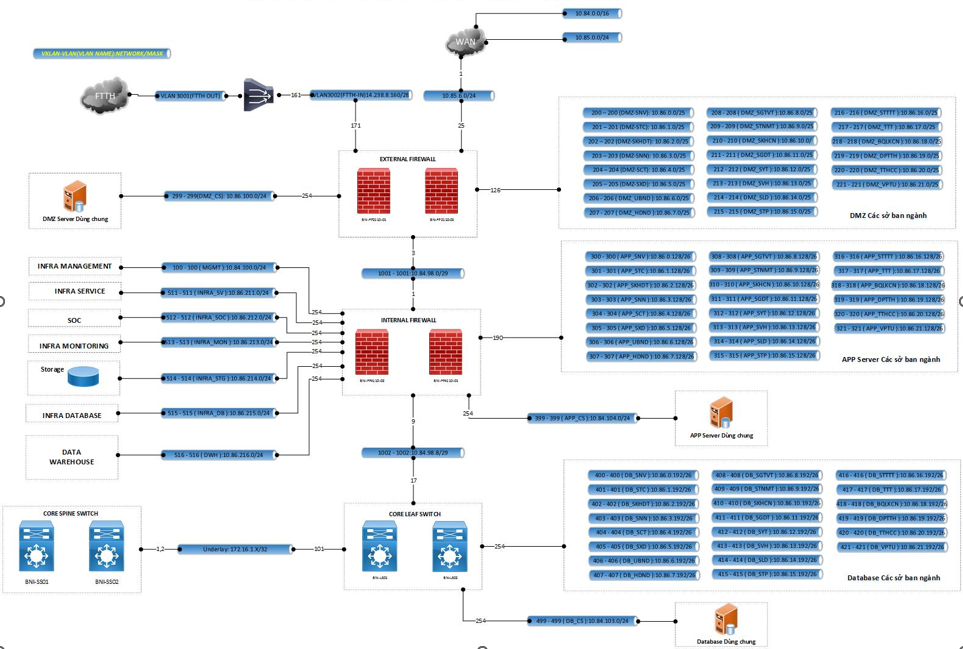 10.84.0.0/16
WAN
10.85.0.0/24
VXLAN-VLAN(VLAN NAME):NETWORK/MASK
FTTH
VLAN 3001(FTTH OUT)
161
VLAN3002(FTTH-IN)14.238.8.160/28
1
10.85.6.0/24
171
25
EXTERNAL FIREWALL
126
DMZ Server Dùng chung
299 - 299(DMZ_CS): 10.86.100.0/24
254
200 – 200 (DMZ-SNV): 10.86.0.0/25
201 – 201 (DMZ-STC):10.86.1.0/25
202 – 202 (DMZ-SKHDT): 10.86.2.0/25
203 – 203 (DMZ-SNN):10.86.3.0/25
204 – 204 (DMZ-SCT):10.86.4.0/25
205 – 205 (DMZ-SXD):10.86.5.0/25
206 – 206 ( DMZ_UBND):10.86.6.0/25
207 – 207 ( DMZ_HDND):10.86.7.0/25
208 – 208 ( DMZ_SGTVT):10.86.8.0/25
209 - 209 ( DMZ_STNMT):10.86.9.0/25
210 - 210 ( DMZ_SKHCN):10.86.10.0/25
211 - 211 ( DMZ_SGDT):10.86.11.0/25
212 - 212 ( DMZ_SYT):10.86.12.0/25
213 - 213 ( DMZ_SVH):10.86.13.0/25
214 - 214 ( DMZ_SLD):10.86.14.0/25
215 - 215 ( DMZ_STP):10.86.15.0/25
216 - 216 ( DMZ_STTTT):10.86.16.0/25
217 - 217 ( DMZ_TTT):10.86.17.0/25
218 - 218 ( DMZ_BQLKCN):10.86.18.0/25
219 - 219 ( DMZ_DPTTH):10.86.19.0/25
220 - 220 ( DMZ_TTHCC):10.86.20.0/25
221 - 221 ( DMZ_VPTU):10.86.21.0/25
DMZ Các sở ban ngành
3
1001 - 1001:10.84.98.0/29
1
INTERNAL FIREWALL
190
INFRA MANAGEMENT
100 - 100 ( MGMT): 10.84.100.0/24
254
INFRA SERVICE
511 - 511 ( INFRA_SV ): 10.86.211.0/24
254
SOC
512 - 512 ( INFRA_SOC): 10.86.212.0/24
254
INFRA MONITORING
513 - 513 ( INFRA_MON): 10.86.213.0/24
254
Storage
514 - 514 ( INFRA_STG): 10.86.214.0/24
254
INFRA DATABASE
515 - 515 ( INFRA_DB): 10.86.215.0/24
254
DATA
WAREHOUSE
516 - 516 ( DWH): 10.86.216.0/24
254
300 - 300 ( APP_SNV):10.86.0.128/26
301 - 301 ( APP_STC):10.86.1.128/26
302 - 302 ( APP_SKHDT):10.86.2.128/26
303 - 303 ( APP_SNN):10.86.3.128/26
304 - 304 ( APP_SCT):10.86.4.128/26
305 - 305 ( APP_SXD):10.86.5.128/26
306 - 306 ( APP_UBND):10.86.6.128/26
307 - 307 ( APP_HDND):10.86.7.128/26
308 - 308 ( APP_SGTVT):10.86.8.128/26
309 - 309 ( APP_STNMT):10.86.9.128/26
310 - 310 ( APP_SKHCN):10.86.10.128/26
311 - 311 ( APP_SGDT):10.86.11.128/26
312 - 312 ( APP_SYT):10.86.12.128/26
313 - 313 ( APP_SVH):10.86.13.128/26
314 - 314 ( APP_SLD):10.86.14.128/26
315 - 315 ( APP_STP):10.86.15.128/26
316 - 316 ( APP_STTTT):10.86.16.128/26
317 - 317 ( APP_TTT):10.86.17.128/26
318 - 318 ( APP_BQLKCN):10.86.18.128/26
319 - 319 ( APP_DPTTH):10.86.19.128/26
320 - 320 ( APP_TTHCC):10.86.20.128/26
321 - 321 ( APP_VPTU):10.86.21.128/26
APP Server Các sở ban ngành
254
399 - 399 ( APP_CS):10.84.104.0/24
APP Server Dùng chung
9
1002 - 1002:10.84.98.8/29
17
CORE SPINE SWITCH
BNI-SS01
BNI-SS02
1,2
Underlay: 172.16.1.X/32
101
CORE LEAF SWITCH
254
400 - 400 ( DB_SNV):10.86.0.192/26
401 - 401 ( DB_STC):10.86.1.192/26
402 - 402 ( DB_SKHDT):10.86.2.192/26
403 - 403 ( DB_SNN):10.86.3.192/26
404 - 404 ( DB_SCT):10.86.4.192/26
405 - 405 ( DB_SXD):10.86.5.192/26
406 - 406 ( DB_UBND):10.86.6.192/26
407 - 407 ( DB_HDND):10.86.7.192/26
408 - 408 ( DB_SGTVT):10.86.8.192/26
409 - 409 ( DB_STNMT):10.86.9.192/26
410 - 410 ( DB_SKHCN):10.86.10.192/26
411 - 411 ( DB_SGDT):10.86.11.192/26
412 - 412 ( DB_SYT):10.86.12.192/26
413 - 413 ( DB_SVH):10.86.13.192/26
414 - 414 ( DB_SLD):10.86.14.192/26
415 - 415 ( DB_STP):10.86.15.192/26
416 - 416 ( DB_STTTT):10.86.16.192/26
417 - 417 ( DB_TTT):10.86.17.192/26
418 - 418 ( DB_BQLKCN):10.86.18.192/26
419 - 419 ( DB_DPTTH):10.86.19.192/26
420 - 420 ( DB_TTHCC):10.86.20.192/26
421 - 421 ( DB_VPTU):10.86.21.192/26
Database Các sở ban ngành
254
499 - 499 ( DB_CS):10.84.103.0/24
Database Dùng chung